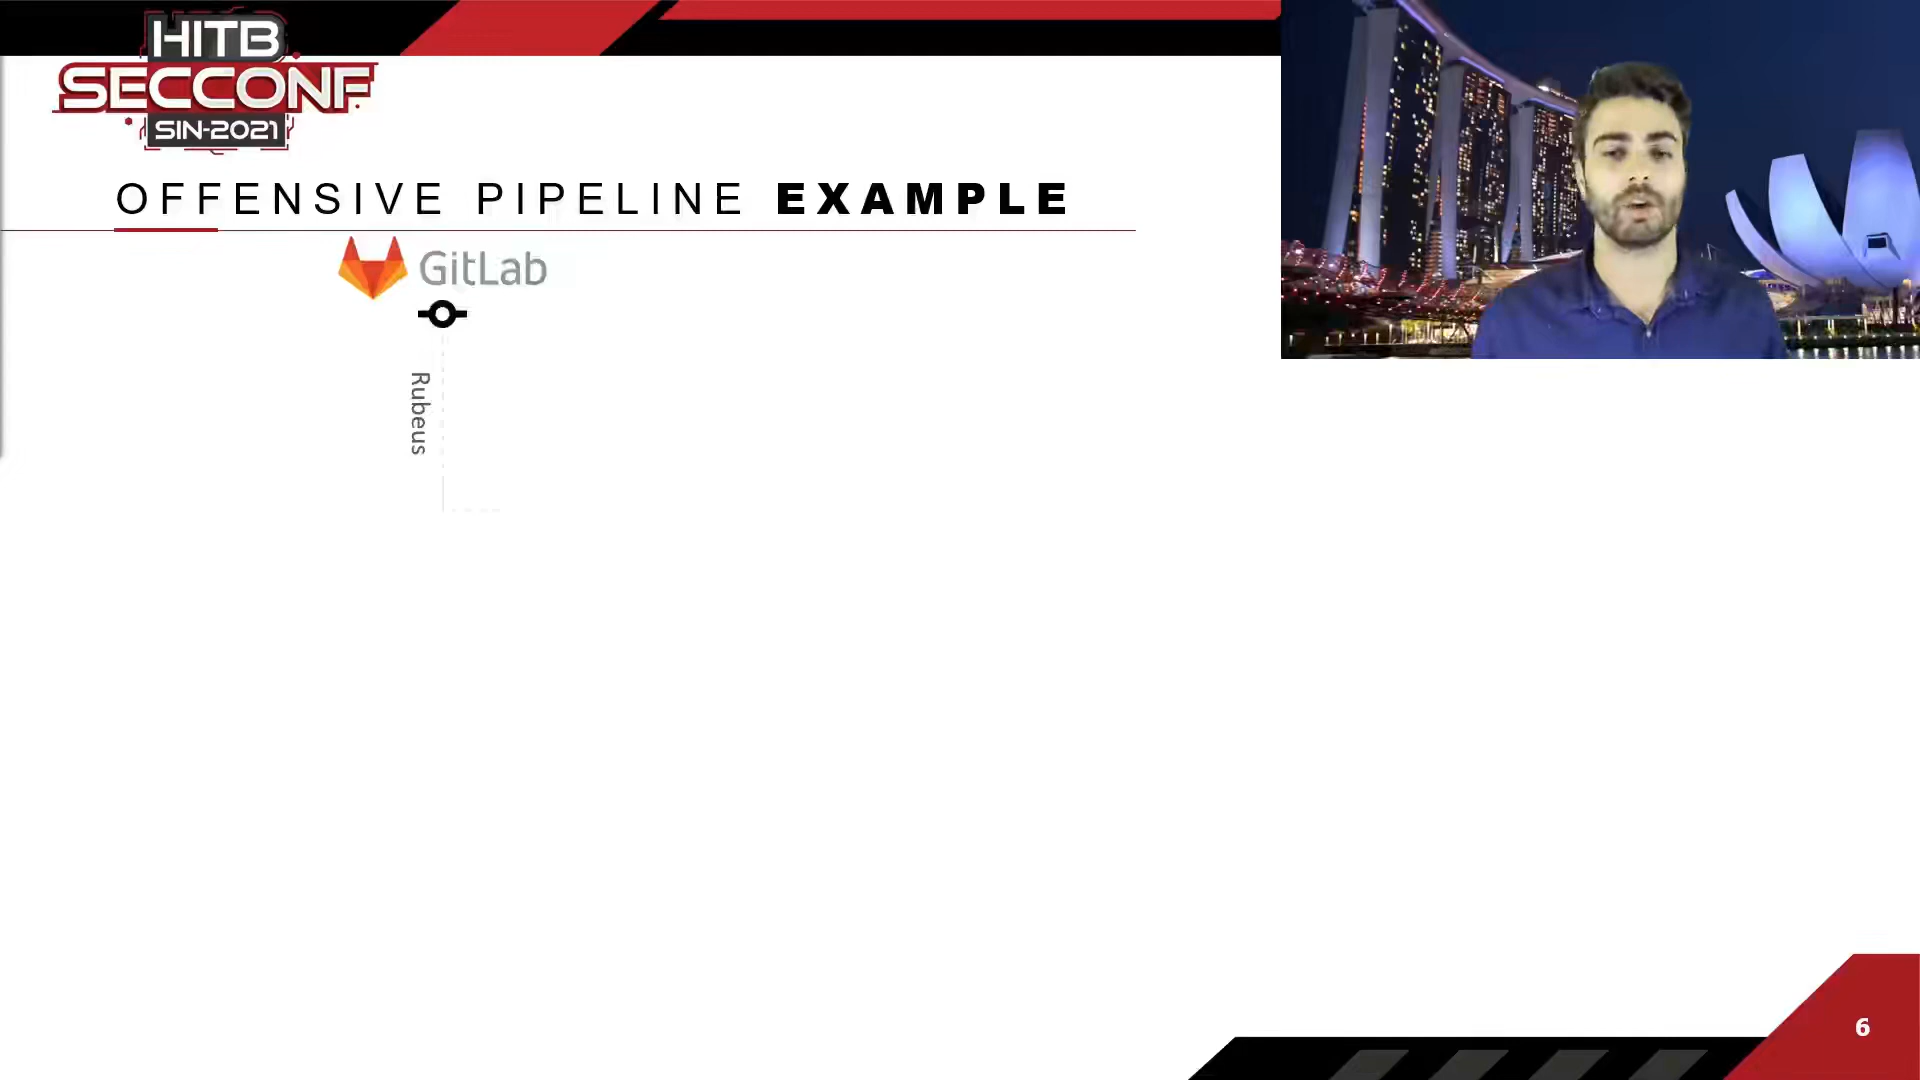 HITB
SECCONF
SIN-2021
OFFENSIVE PIPELINE EXAMPLE
GitLab
Rubeus
6